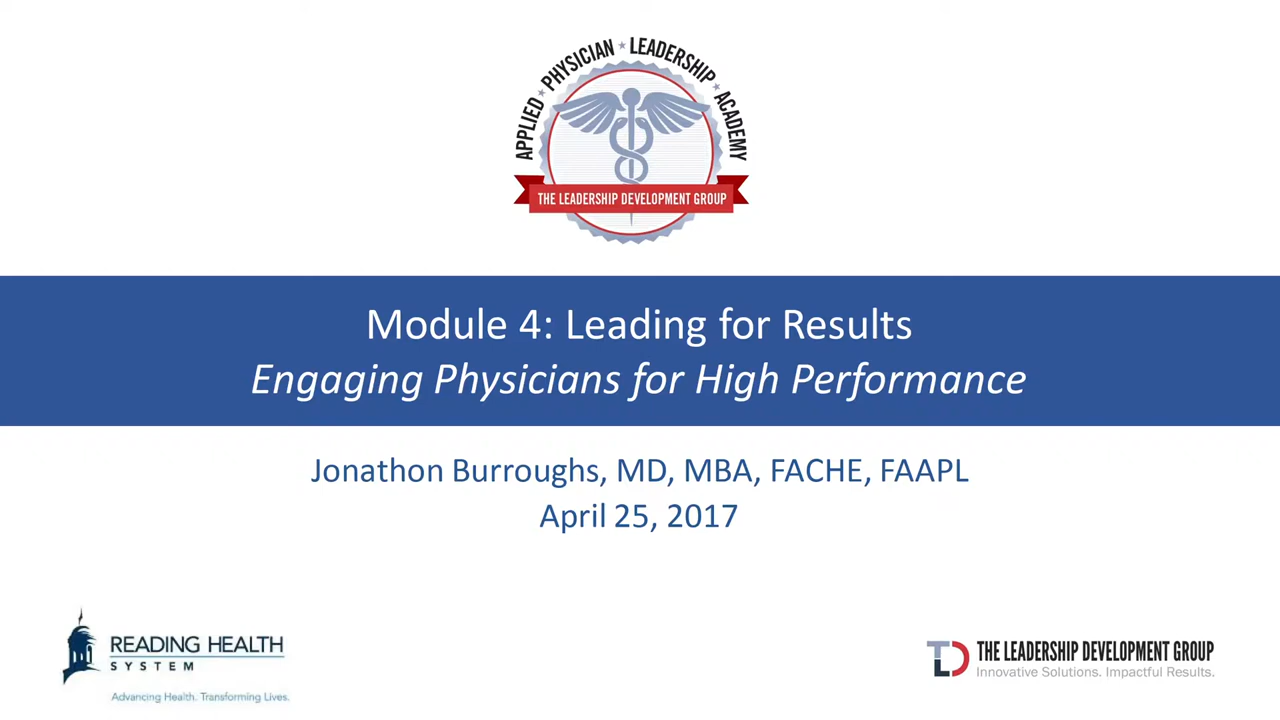 APPLIED ★ PHYSICIAN ★ LEADERSHIP ★ ACADEMY
THE LEADERSHIP DEVELOPMENT GROUP
Module 4: Leading for Results
Engaging Physicians for High Performance
Jonathon Burroughs, MD, MBA, FACHE, FAAPL
April 25, 2017
READING HEALTH
SYSTEM
Advancing Health. Transforming Lives.
THE LEADERSHIP DEVELOPMENT GROUP
Innovative Solutions. Impactful Results.